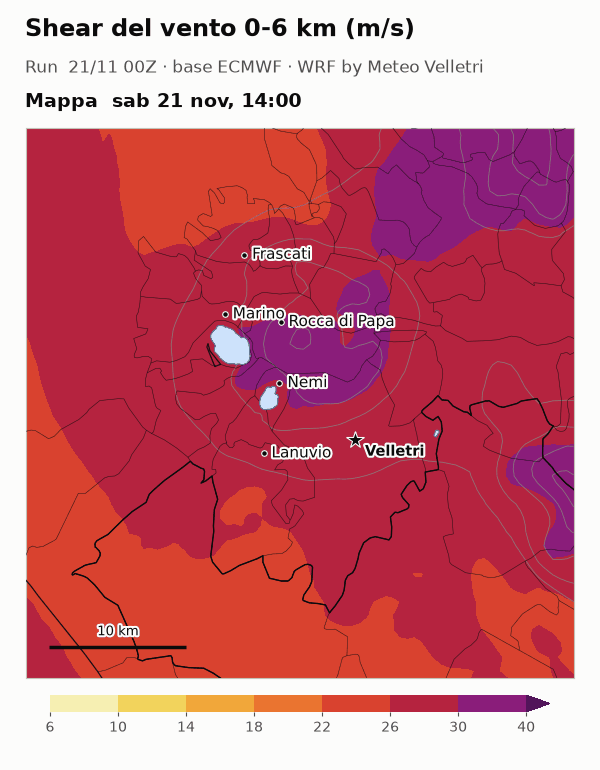 Shear del vento 0-6 km (m/s)
Run  21/11 00Z · base ECMWF · WRF by Meteo Velletri
Mappa  sab 21 nov, 14:00
Frascati
Marino
Rocca di Papa
Nemi
Velletri
Lanuvio
10 km
6 10 14 18 22 26 30 40